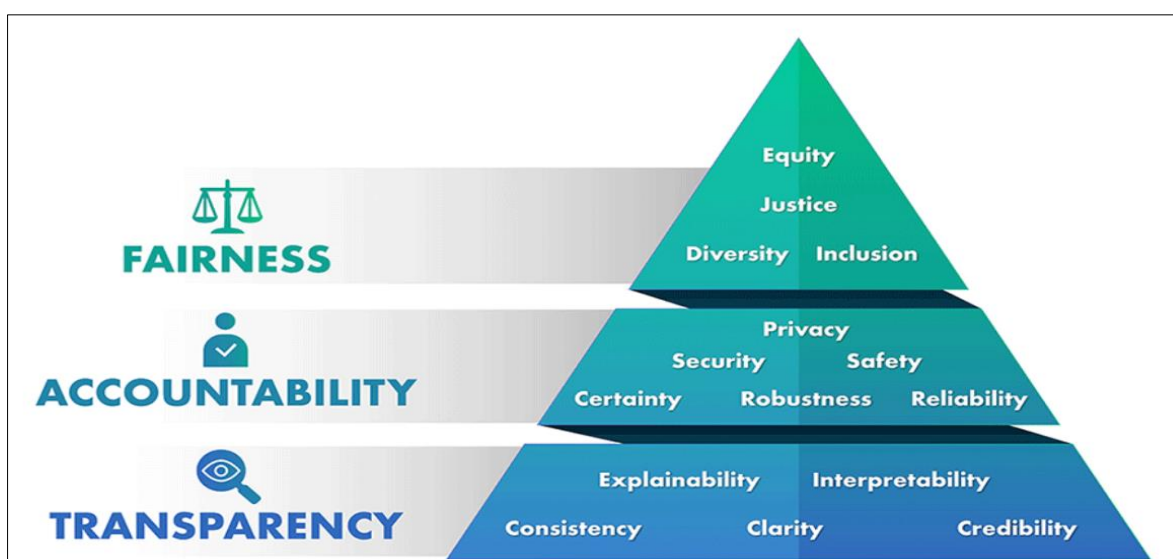 Equity
Justice
Diversity Inclusion
FAIRNESS
Privacy
Security Safety
ACCOUNTABILITY
Certainty Robustness Reliability
Explainability Interpretability
TRANSPARENCY
Consistency Clarity Credibility